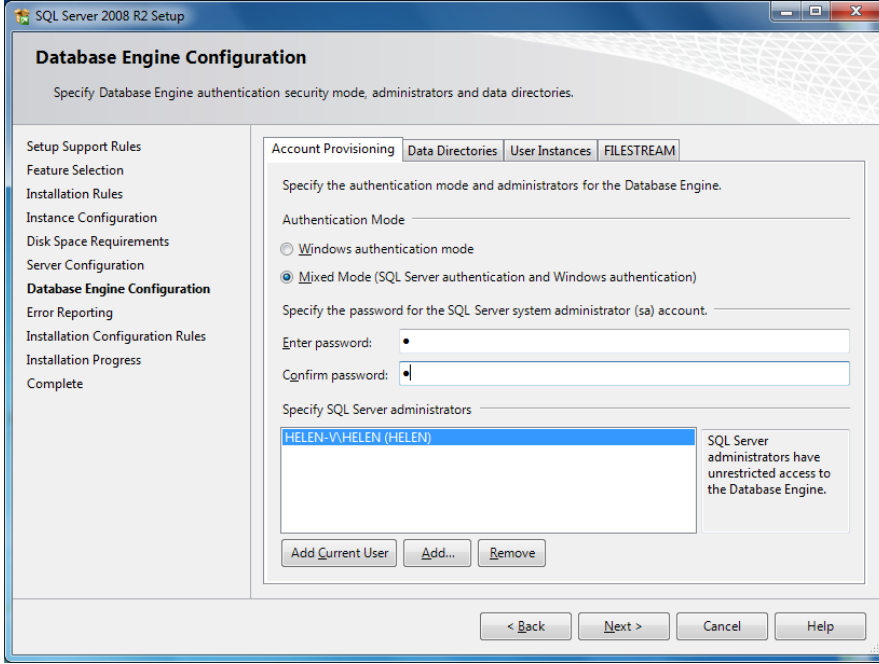 SQL Server 2008 R2 Setup
Database Engine Configuration
Specify Database Engine authentication security mode, administrators and data directories.
Setup Support Rules
Feature Selection
Installation Rules
Instance Configuration
Disk Space Requirements
Server Configuration
Database Engine Configuration
Error Reporting
Installation Configuration Rules
Installation Progress
Complete
Account Provisioning Data Directories User Instances FILESTREAM
Specify the authentication mode and administrators for the Database Engine.
Authentication Mode
Windows authentication mode
Mixed Mode (SQL Server authentication and Windows authentication)
Specify the password for the SQL Server system administrator (sa) account.
Enter password: ●
Confirm password: ●
Specify SQL Server administrators
HELEN-V\HELEN (HELEN)
SQL Server
administrators have
unrestricted access to
the Database Engine.
Add Current User Add... Remove
< Back Next > Cancel Help